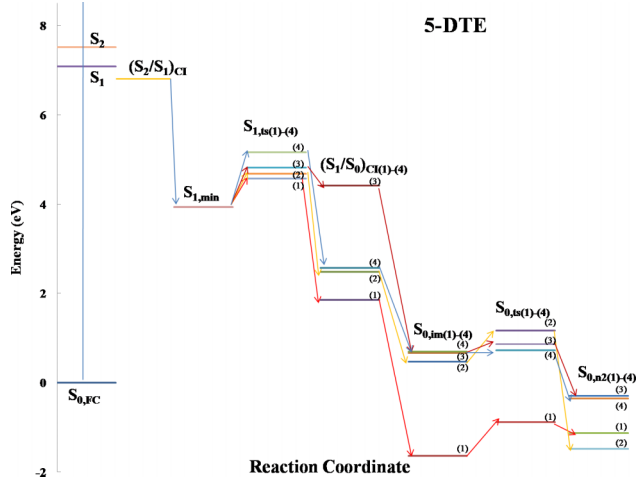 5-DTE
8
S2
(S2/S1)CI
S1
6
S1,ts(1)-(4)
(4)
(3)
(2)
(1)
(S1/S0)CI(1)-(4)
(3)
4
S1,min
Energy (eV)
(4)
(2)
2
(1)
S0,ts(1)-(4)
(2)
S0,im(1)-(4)
(4)
(3)
(2)
(3)
(4)
S0,n2(1)-(4)
0
S0,FC
(3)
(4)
(1)
(1)
(2)
(1)
-2
Reaction Coordinate